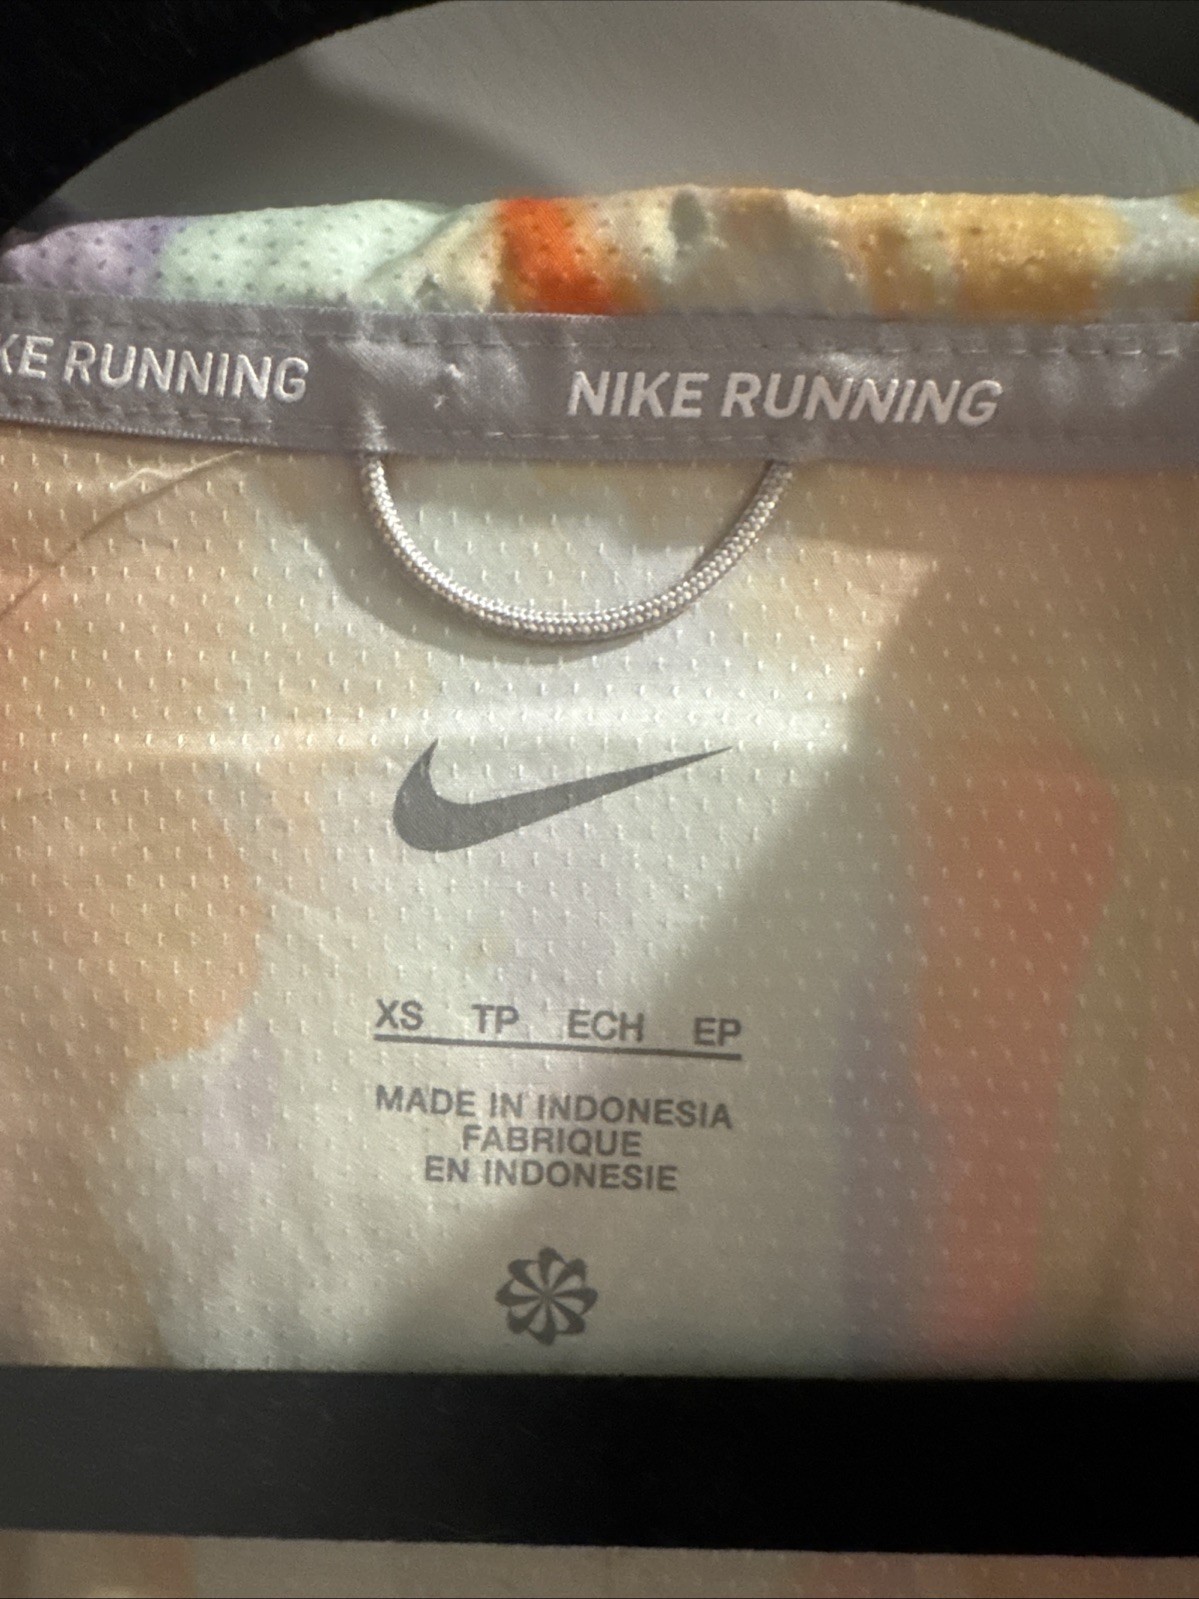 KE RUNNING NIKE RUNNING
XS TP ECH EP
MADE IN INDONESIA
FABRIQUE
EN INDONESIE